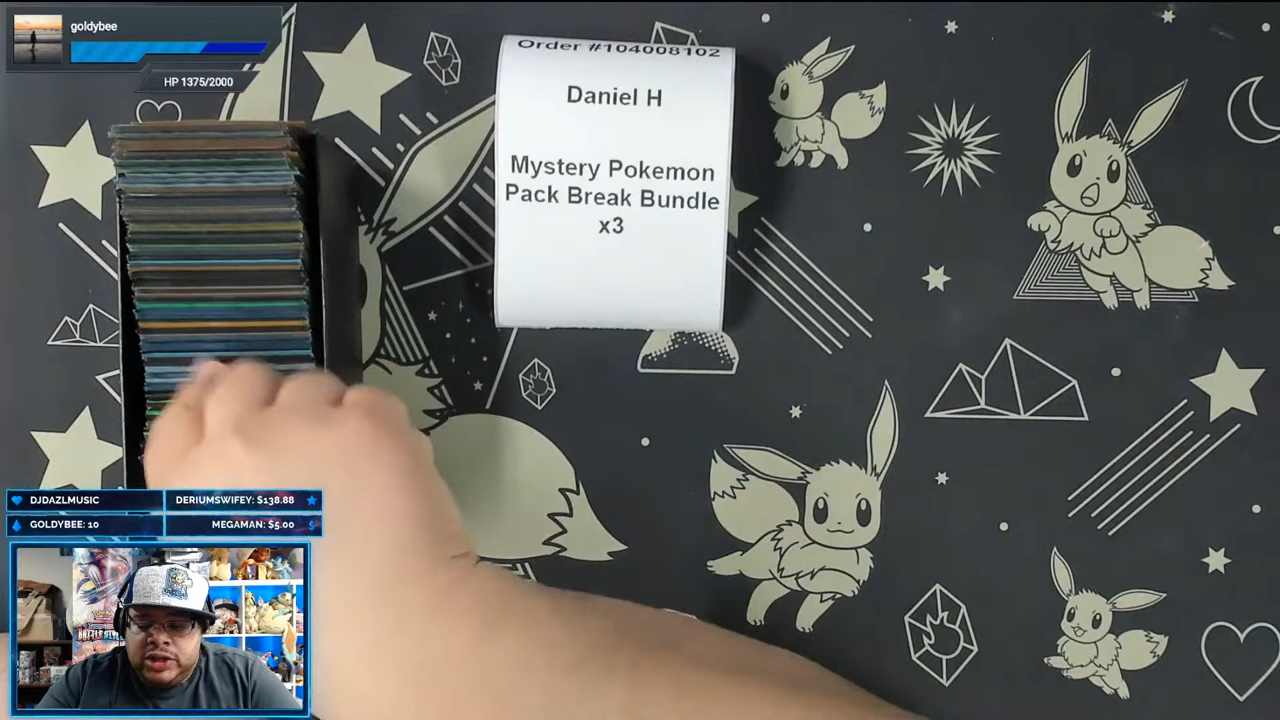 goldybee
HP 1375/2000
Order #104008102
Daniel H
Mystery Pokemon
Pack Break Bundle
x3
DJDAZLMUSIC
DERIUMSWIFEY: $138.88
GOLDYBEE: 10
MEGAMAN: $5.00
$